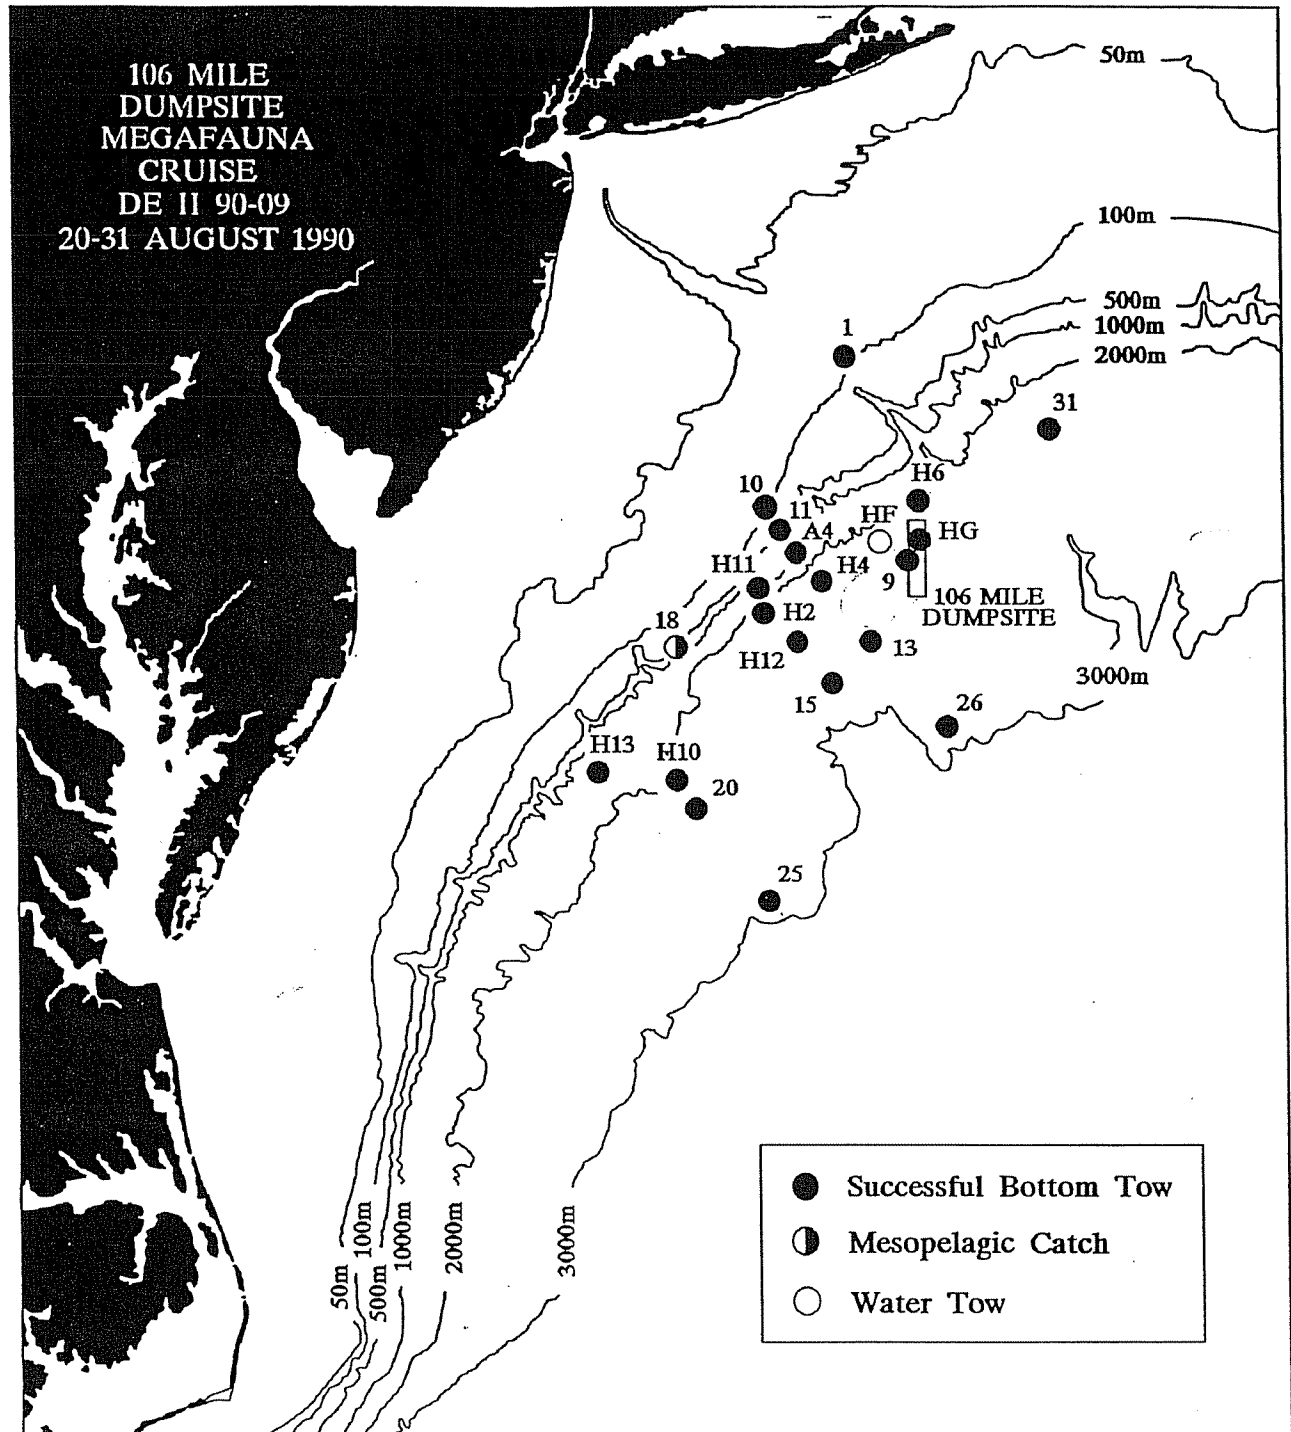 106 MILE
DUMPSITE
MEGAFAUNA
CRUISE
DE II 90-09
20-31 AUGUST 1990
50m
100m
500m
1000m
2000m
1
31
H6
10
11
HF
A4
HG
H11
H4
9
106 MILE
DUMPSITE
H2
18
H12
13
15
3000m
26
H13
H10
20
25
50m
100m
500m
1000m
2000m
3000m
Successful Bottom Tow
Mesopelagic Catch
Water Tow